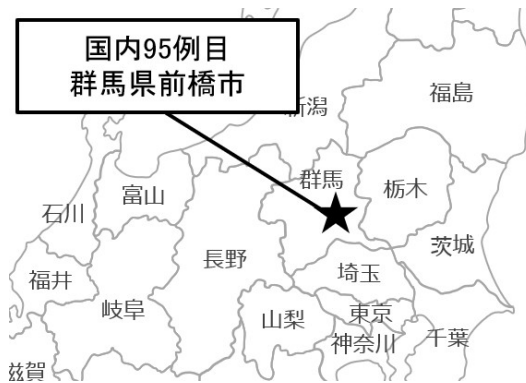 国内95例目
群馬県前橋市
新潟
福島
群馬
栃木
富山
石川
茨城
長野
福井
埼玉
岐阜
東京
山梨
千葉
神奈川
滋賀